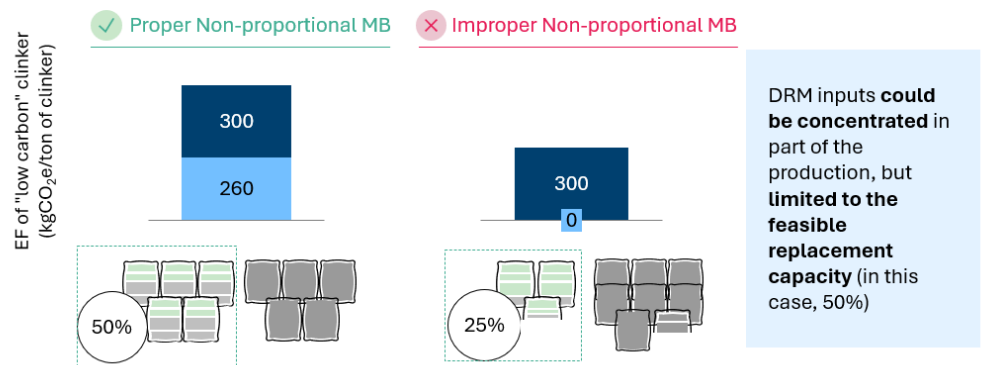 Proper Non-proportional MB
Improper Non-proportional MB
EF of "low carbon" clinker
(kgCO₂e/ton of clinker)
300
260
300
0
50%
25%
DRM inputs could
be concentrated in
part of the
production, but
limited to the
feasible
replacement
capacity (in this
case, 50%)